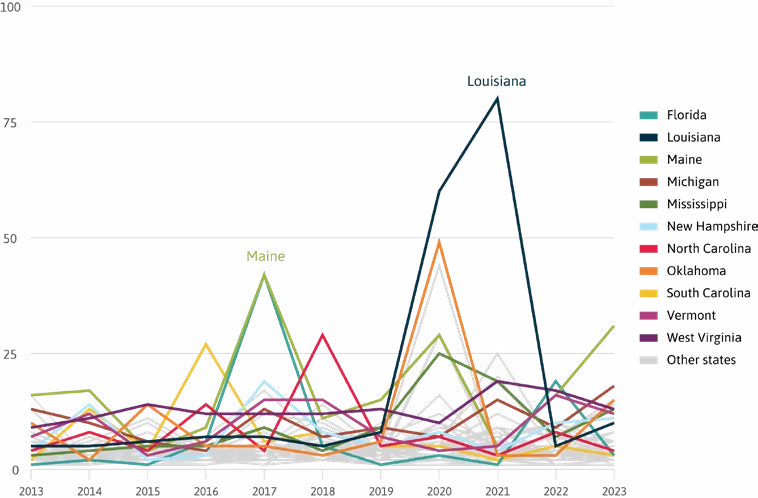 100
75
50
25
0
Louisiana
Maine
2013 2014 2015 2016 2017 2018 2019 2020 2021 2022 2023
Florida
Louisiana
Maine
Michigan
Mississippi
New Hampshire
North Carolina
Oklahoma
South Carolina
Vermont
West Virginia
Other states